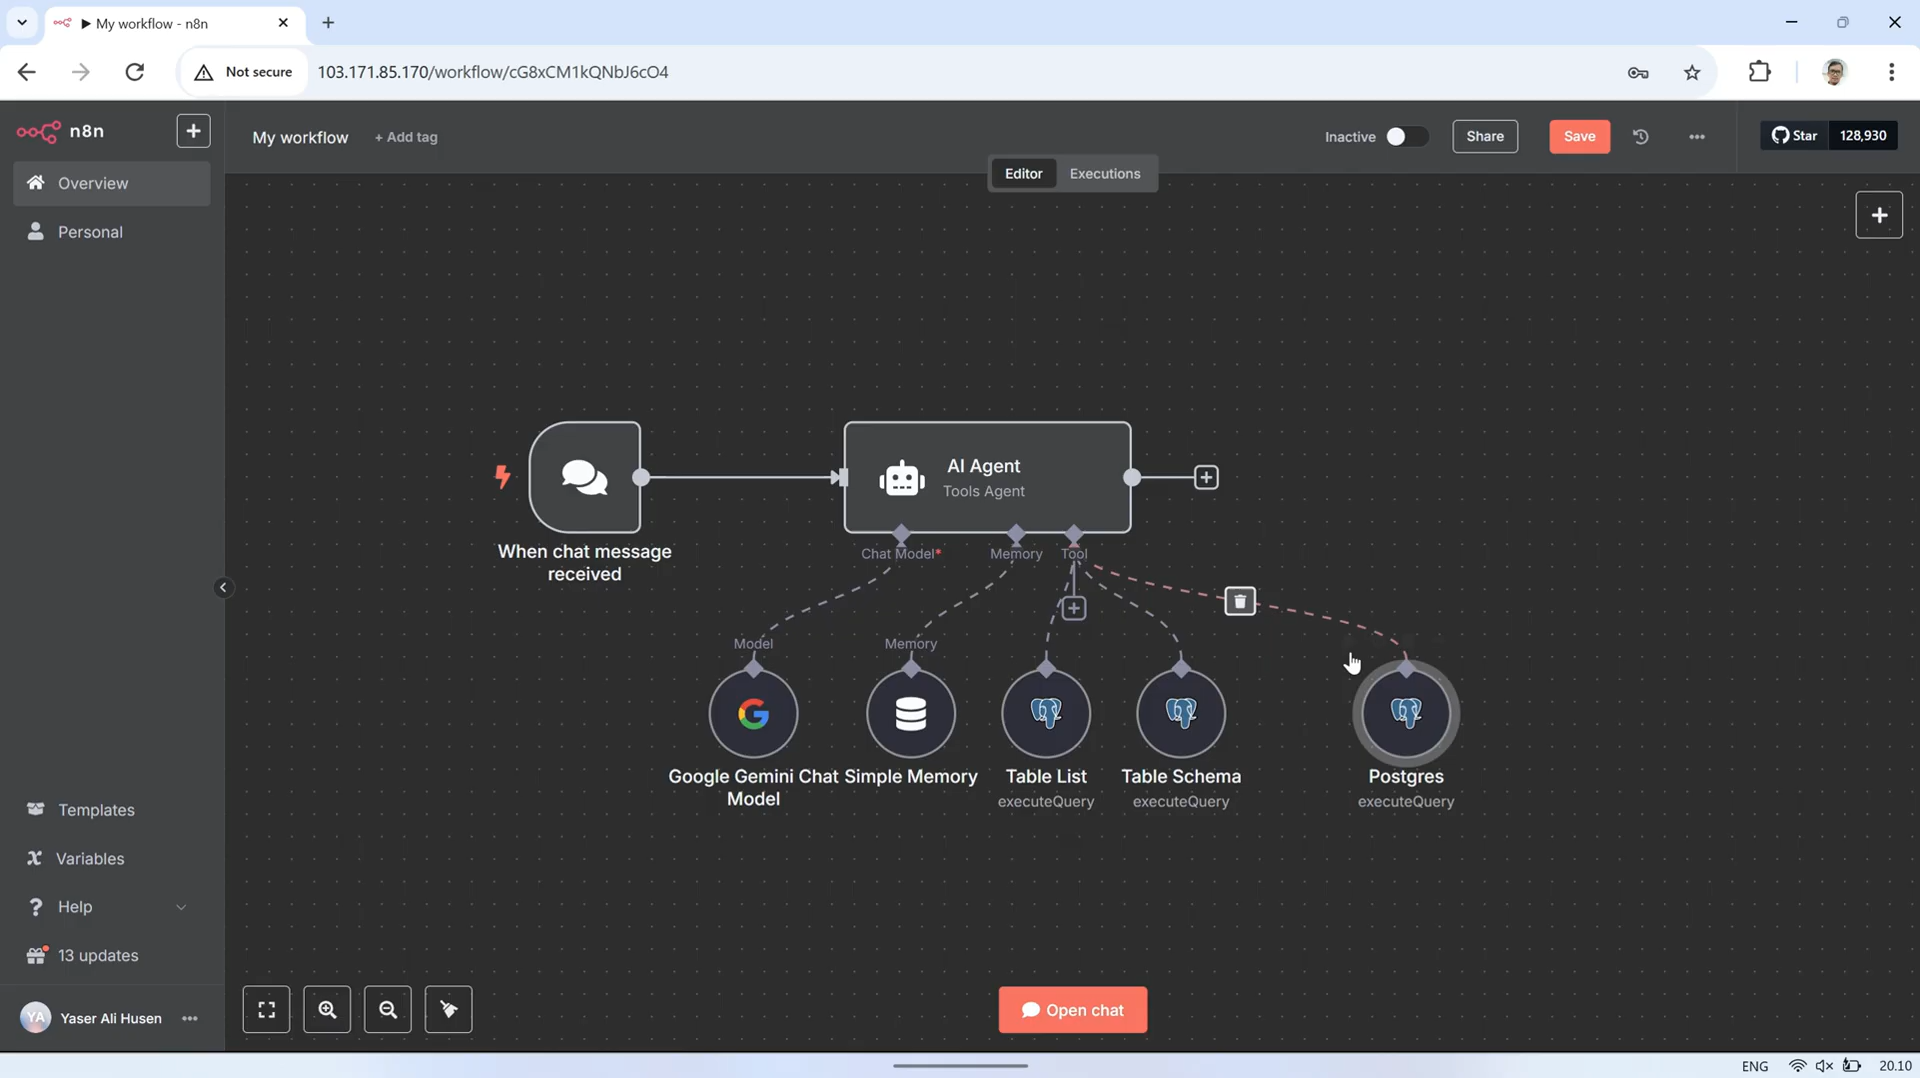 My workflow - n8n
Not secure
103.171.85.170/workflow/cG8xCM1kQNbJ6cO4
n8n
My workflow
+ Add tag
Inactive
Share
Save
Star
128,930
Editor
Executions
Overview
Personal
AI Agent
Tools Agent
When chat message
received
Chat Model*
Memory
Tool
Model
Memory
Google Gemini Chat
Model
Simple Memory
Table List
executeQuery
Table Schema
executeQuery
Postgres
executeQuery
Templates
Variables
Help
13 updates
YA
Yaser Ali Husen
Open chat
ENG
20.10